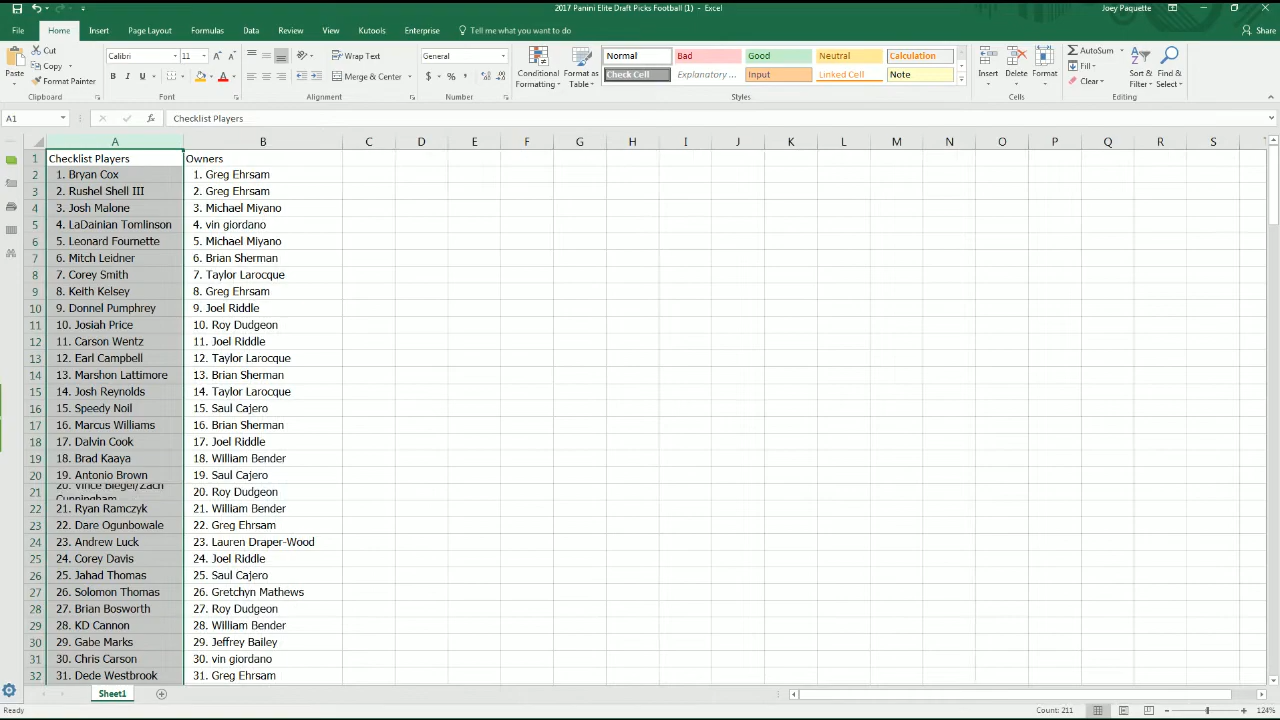 2017 Panini Elite Draft Picks Football (1) - Excel
Joey Paquette
File Home Insert Page Layout Formulas Data Review View Kutools Enterprise Tell me what you want to do... Share
Paste Cut Copy Format Painter Clipboard
Calibri 11 B I U A A A Font
Wrap Text Merge & Center Alignment
General $ % , Number
Conditional Formatting Format as Table
Normal Bad Good Neutral Calculation
Check Cell Explanatory ... Input Linked Cell Note
Styles
Insert Delete Format Cells
AutoSum Fill Clear Sort & Filter Find & Select Editing
A1 fx Checklist Players
A B C D E F G H I J K L M N O P Q R S
1 Checklist Players Owners
2 1. Bryan Cox 1. Greg Ehrsam
3 2. Rushel Shell III 2. Greg Ehrsam
4 3. Josh Malone 3. Michael Miyano
5 4. LaDainian Tomlinson 4. vin giordano
6 5. Leonard Fournette 5. Michael Miyano
7 6. Mitch Leidner 6. Brian Sherman
8 7. Corey Smith 7. Taylor Larocque
9 8. Keith Kelsey 8. Greg Ehrsam
10 9. Donnel Pumphrey 9. Joel Riddle
11 10. Josiah Price 10. Roy Dudgeon
12 11. Carson Wentz 11. Joel Riddle
13 12. Earl Campbell 12. Taylor Larocque
14 13. Marshon Lattimore 13. Brian Sherman
15 14. Josh Reynolds 14. Taylor Larocque
16 15. Speedy Noil 15. Saul Cajero
17 16. Marcus Williams 16. Brian Sherman
18 17. Dalvin Cook 17. Joel Riddle
19 18. Brad Kaaya 18. William Bender
20 19. Antonio Brown 19. Saul Cajero
21 20. Vince Biegel/Zach Cunningham 20. Roy Dudgeon
22 21. Ryan Ramczyk 21. William Bender
23 22. Dare Ogunbowale 22. Greg Ehrsam
24 23. Andrew Luck 23. Lauren Draper-Wood
25 24. Corey Davis 24. Joel Riddle
26 25. Jahad Thomas 25. Saul Cajero
27 26. Solomon Thomas 26. Gretchyn Mathews
28 27. Brian Bosworth 27. Roy Dudgeon
29 28. KD Cannon 28. William Bender
30 29. Gabe Marks 29. Jeffrey Bailey
31 30. Chris Carson 30. vin giordano
32 31. Dede Westbrook 31. Greg Ehrsam
Sheet1
Ready Count: 211 124%